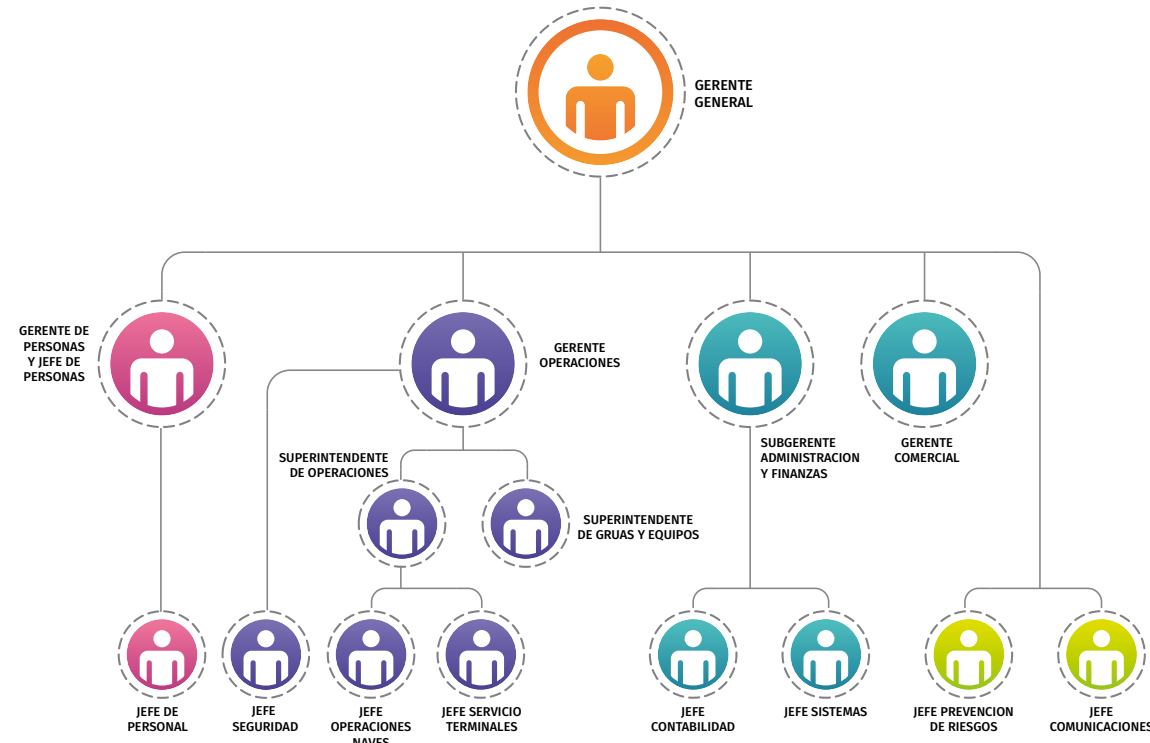 GERENTE
GENERAL
GERENTE DE
PERSONAS
Y JEFE DE
PERSONAS
GERENTE
OPERACIONES
SUBGERENTE
ADMINISTRACION
Y FINANZAS
GERENTE
COMERCIAL
SUPERINTENDENTE
DE OPERACIONES
SUPERINTENDENTE
DE GRUAS Y EQUIPOS
JEFE DE
PERSONAL
JEFE
SEGURIDAD
JEFE
OPERACIONES
NAVES
JEFE SERVICIO
TERMINALES
JEFE
CONTABILIDAD
JEFE SISTEMAS
JEFE PREVENCION
DE RIESGOS
JEFE
COMUNICACIONES